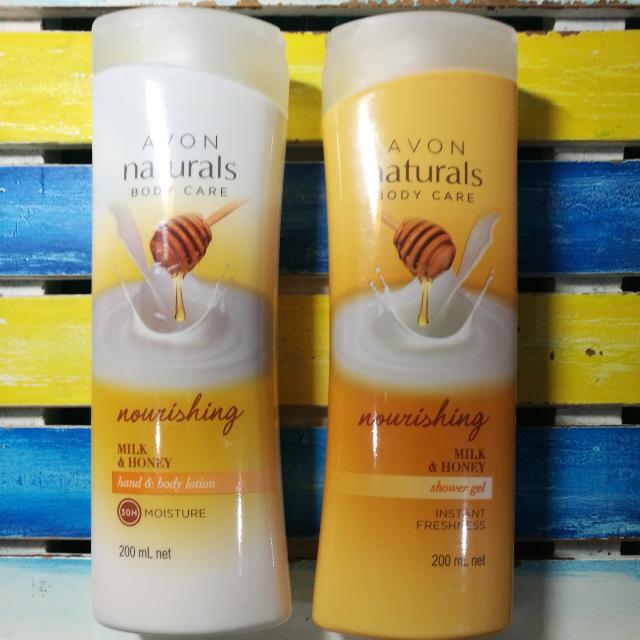 AVON
naturals
BODY CARE
nourishing
MILK
& HONEY
hand & body lotion
30H MOISTURE
200 mL net
AVON
naturals
BODY CARE
nourishing
MILK
& HONEY
shower gel
INSTANT
FRESHNESS
200 mL net